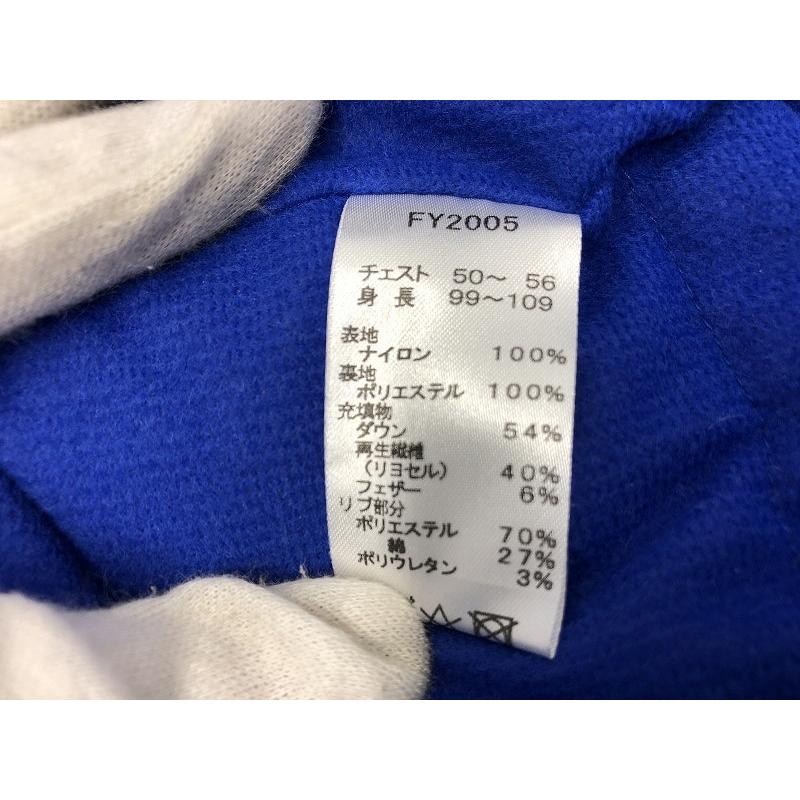 FY2005
チェスト 50～ 56
身 長 99～109
表地
ナイロン 100%
裏地
ポリエステル 100%
充填物
ダウン 54%
再生繊維
(リヨセル) 40%
フェザー 6%
リブ部分
ポリエステル 70%
綿 27%
ポリウレタン 3%